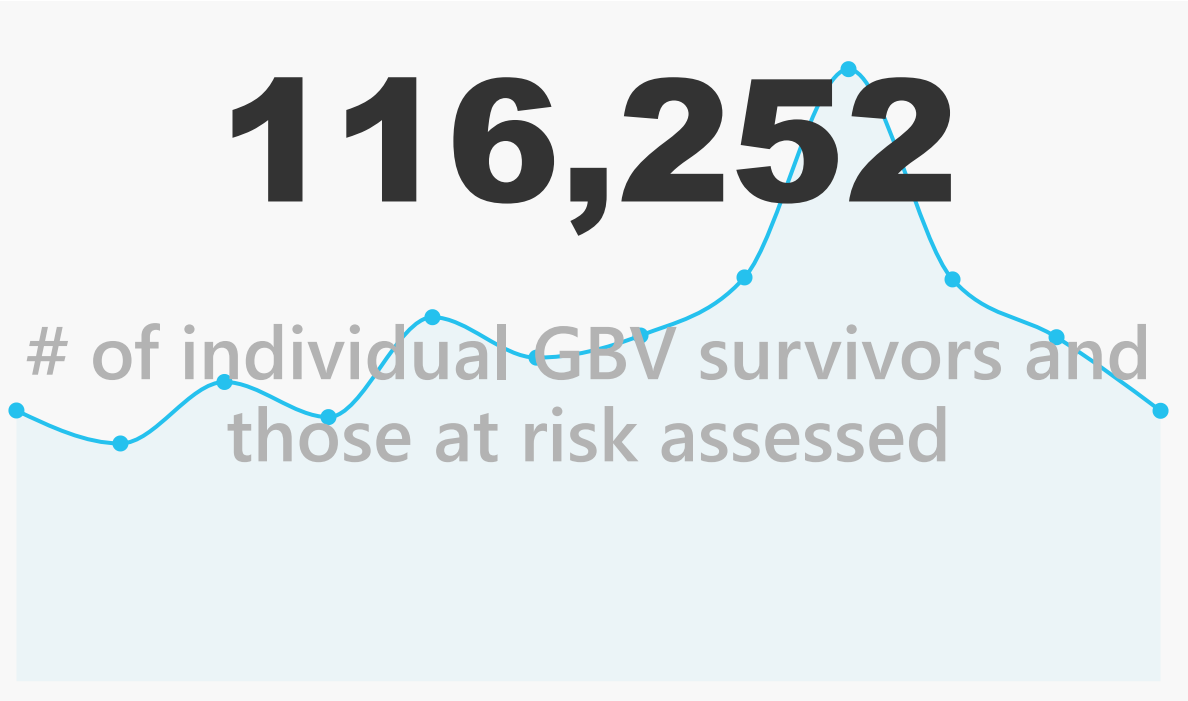 116,252
# of individual GBV survivors and
those at risk assessed